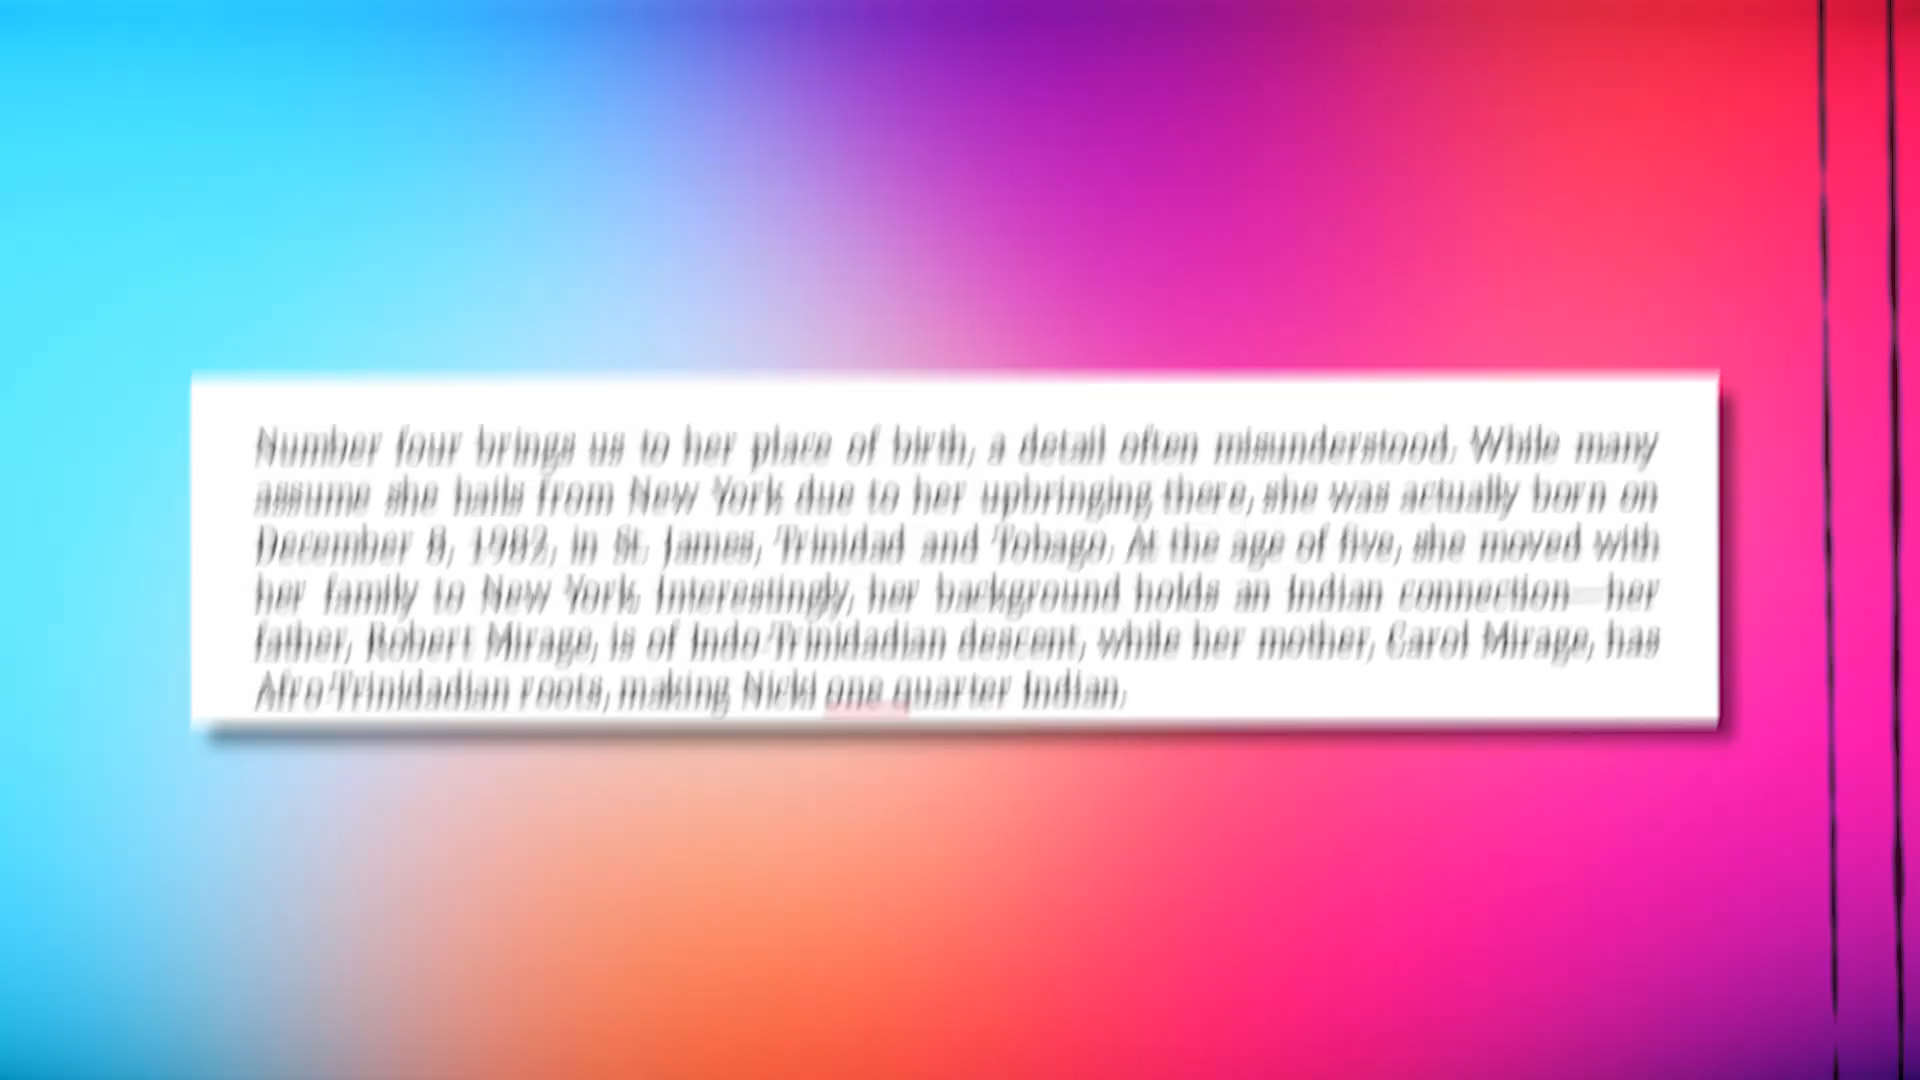 Number four brings us to her place of birth, a detail often misunderstood. While many
assume she hails from New York due to her upbringing there, she was actually born on
December 8, 1982, in St. James, Trinidad and Tobago. At the age of five, she moved with
her family to New York. Interestingly, her background holds an Indian connection—her
father, Robert Mirage, is of Indo-Trinidadian descent, while her mother, Carol Mirage, has
Afro-Trinidadian roots, making Nicki one quarter Indian.